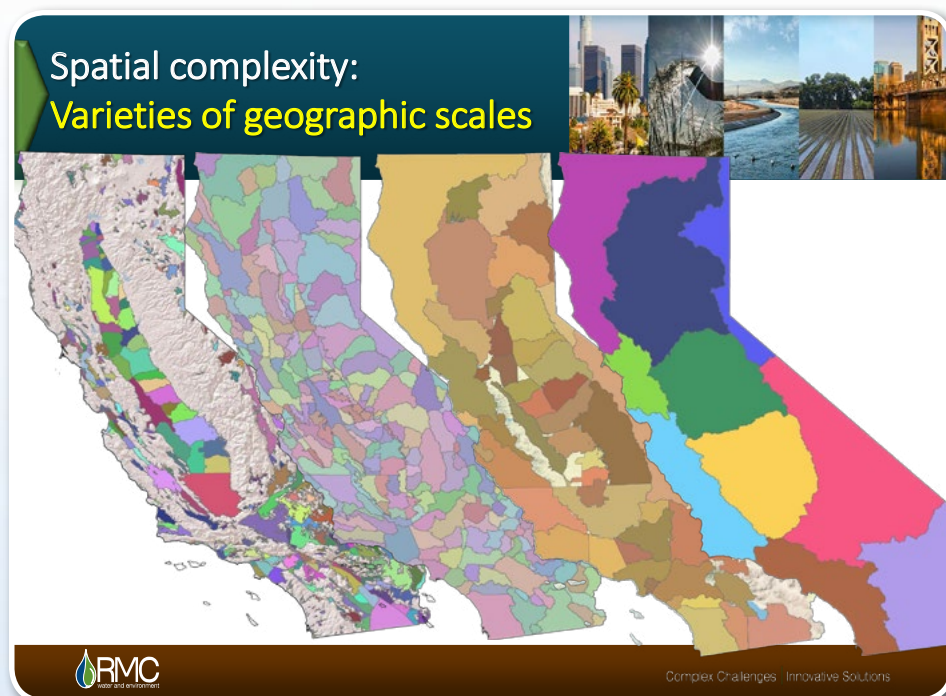 Spatial complexity:
Varieties of geographic scales
RMC
water and environment
Complex Challenges Innovative Solutions